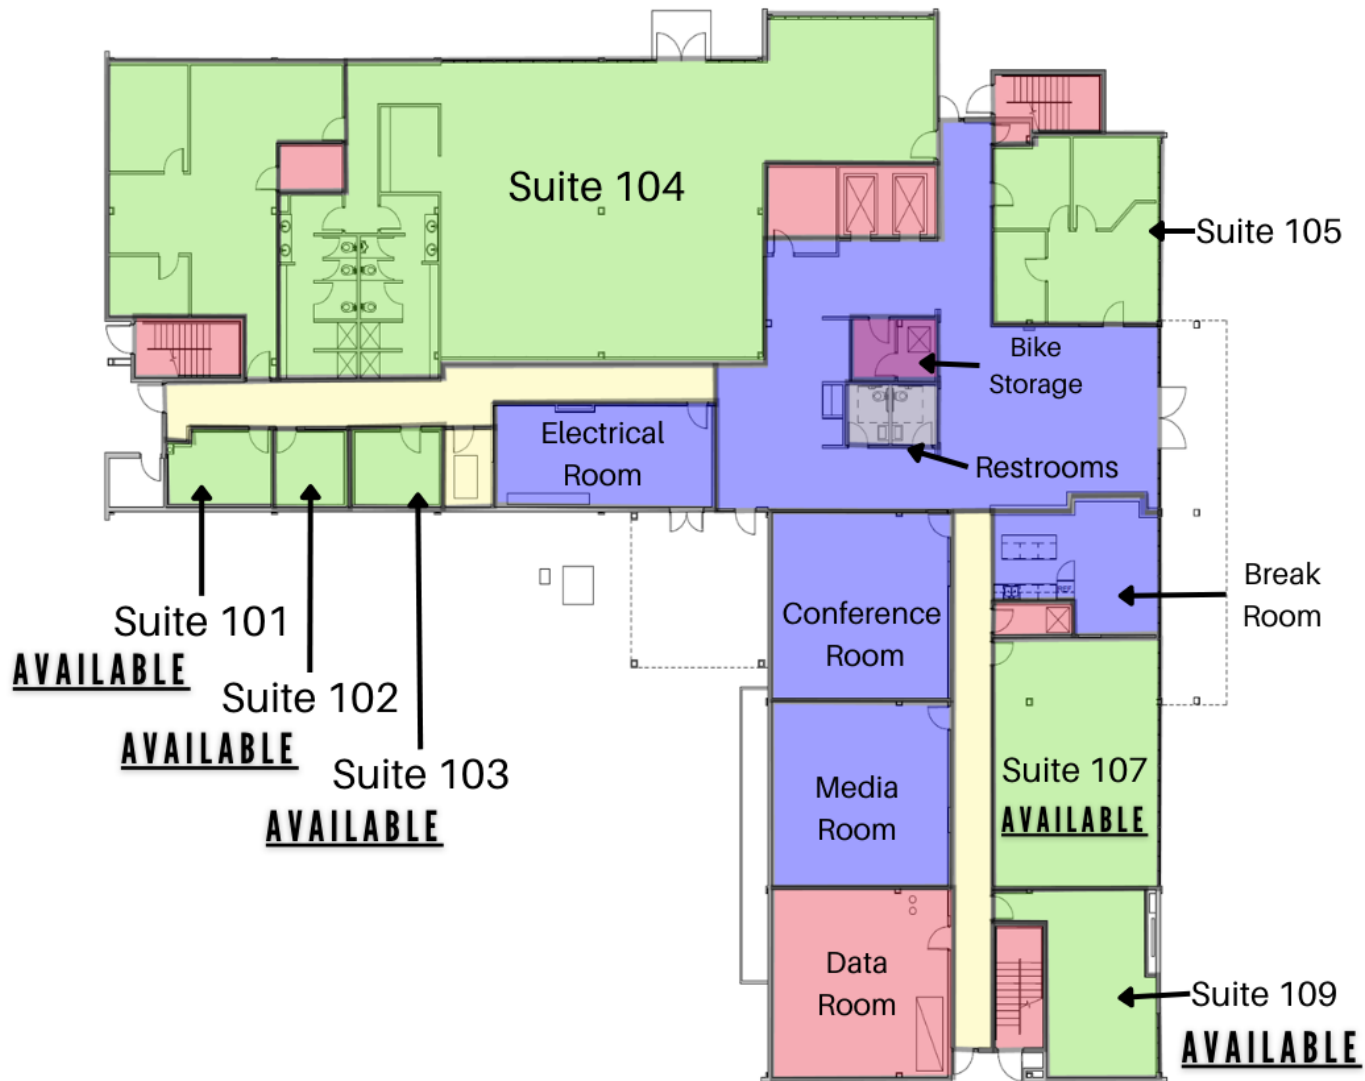 Suite 104
Suite 105
Bike
Storage
Electrical
Room
Restrooms
Suite 101
AVAILABLE
Suite 102
AVAILABLE
Suite 103
AVAILABLE
Conference
Room
Break
Room
Media
Room
Suite 107
AVAILABLE
Data
Room
Suite 109
AVAILABLE